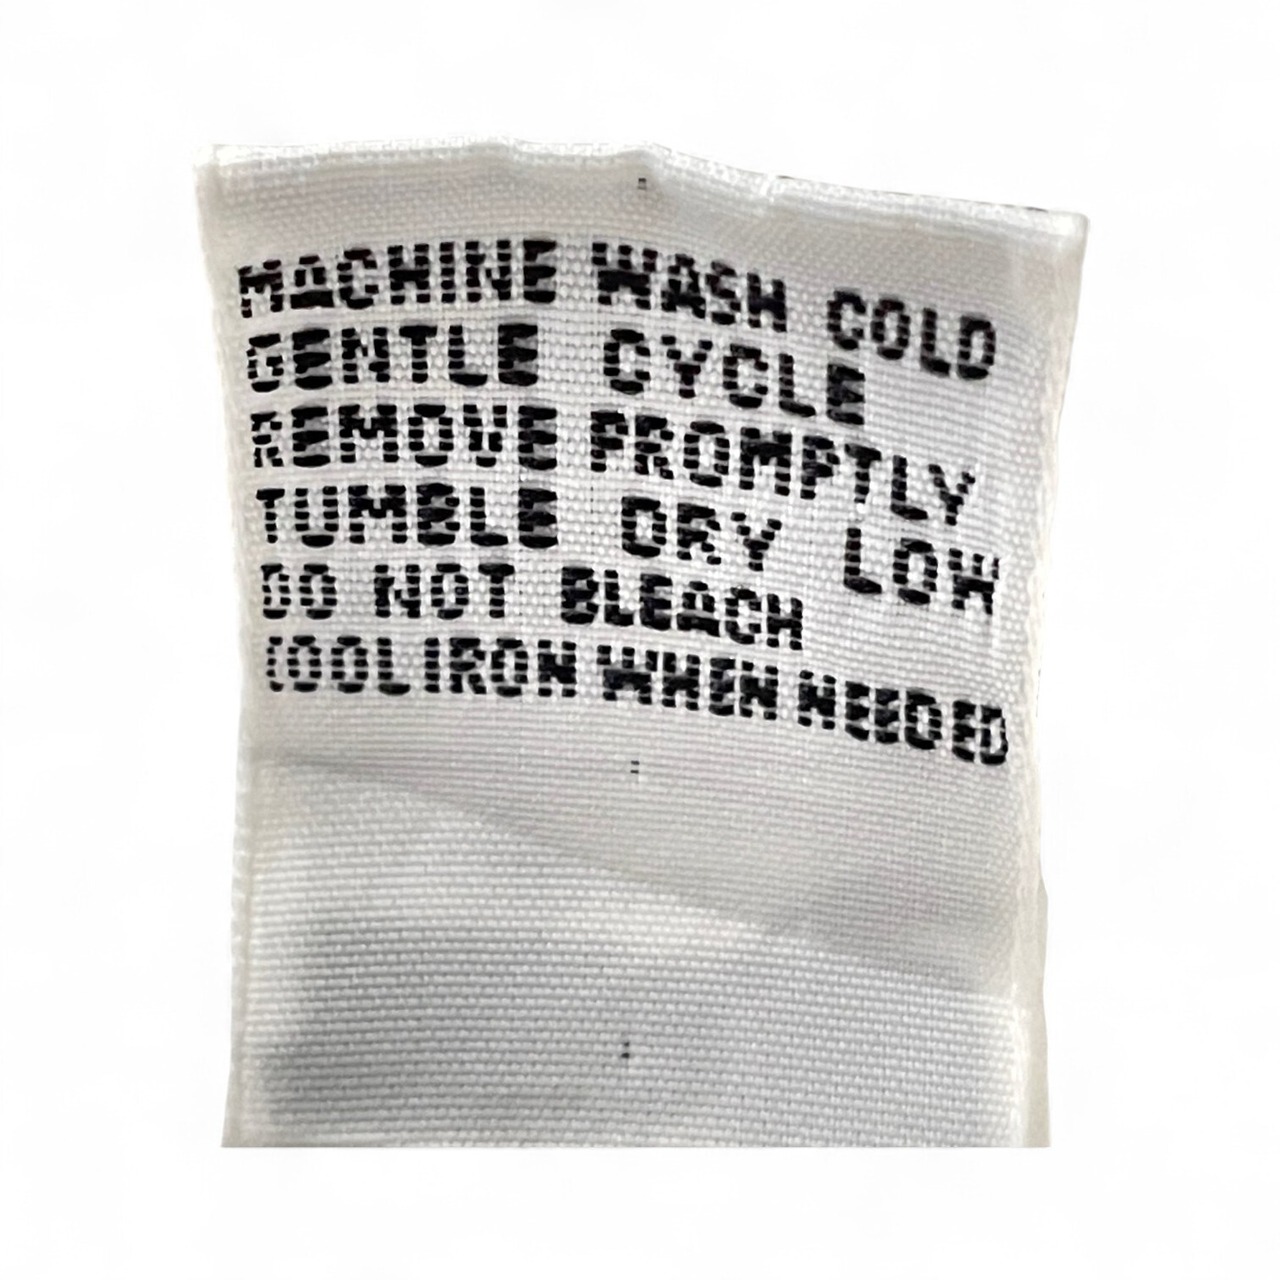 MACHINE WASH COLD
GENTLE CYCLE
REMOVE PROMPTLY
TUMBLE DRY LOW
DO NOT BLEACH
COOL IRON WHEN NEEDED